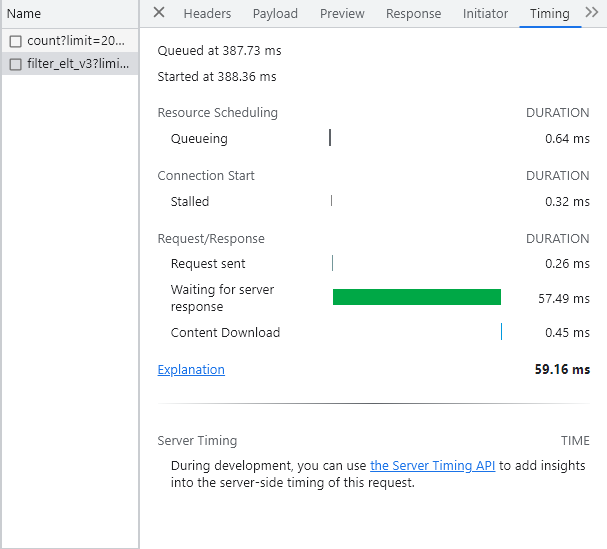 Name
Headers Payload Preview Response Initiator Timing
count?limit=20...
filter_elt_v3?limi...
Queued at 387.73 ms
Started at 388.36 ms
Resource Scheduling DURATION
Queueing 0.64 ms
Connection Start DURATION
Stalled 0.32 ms
Request/Response DURATION
Request sent 0.26 ms
Waiting for server
response 57.49 ms
Content Download 0.45 ms
Explanation 59.16 ms
Server Timing TIME
During development, you can use the Server Timing API to add insights
into the server-side timing of this request.